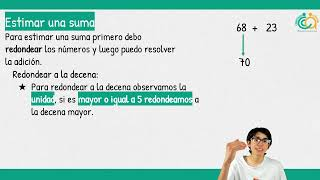 Estimar una suma
Para estimar una suma primero debo
redondear los números y luego puedo resolver
la adición.
Redondear a la decena:
★ Para redondear a la decena observamos la
unidad, si es mayor o igual a 5 redondeamos a
la decena mayor.
68 + 23
70